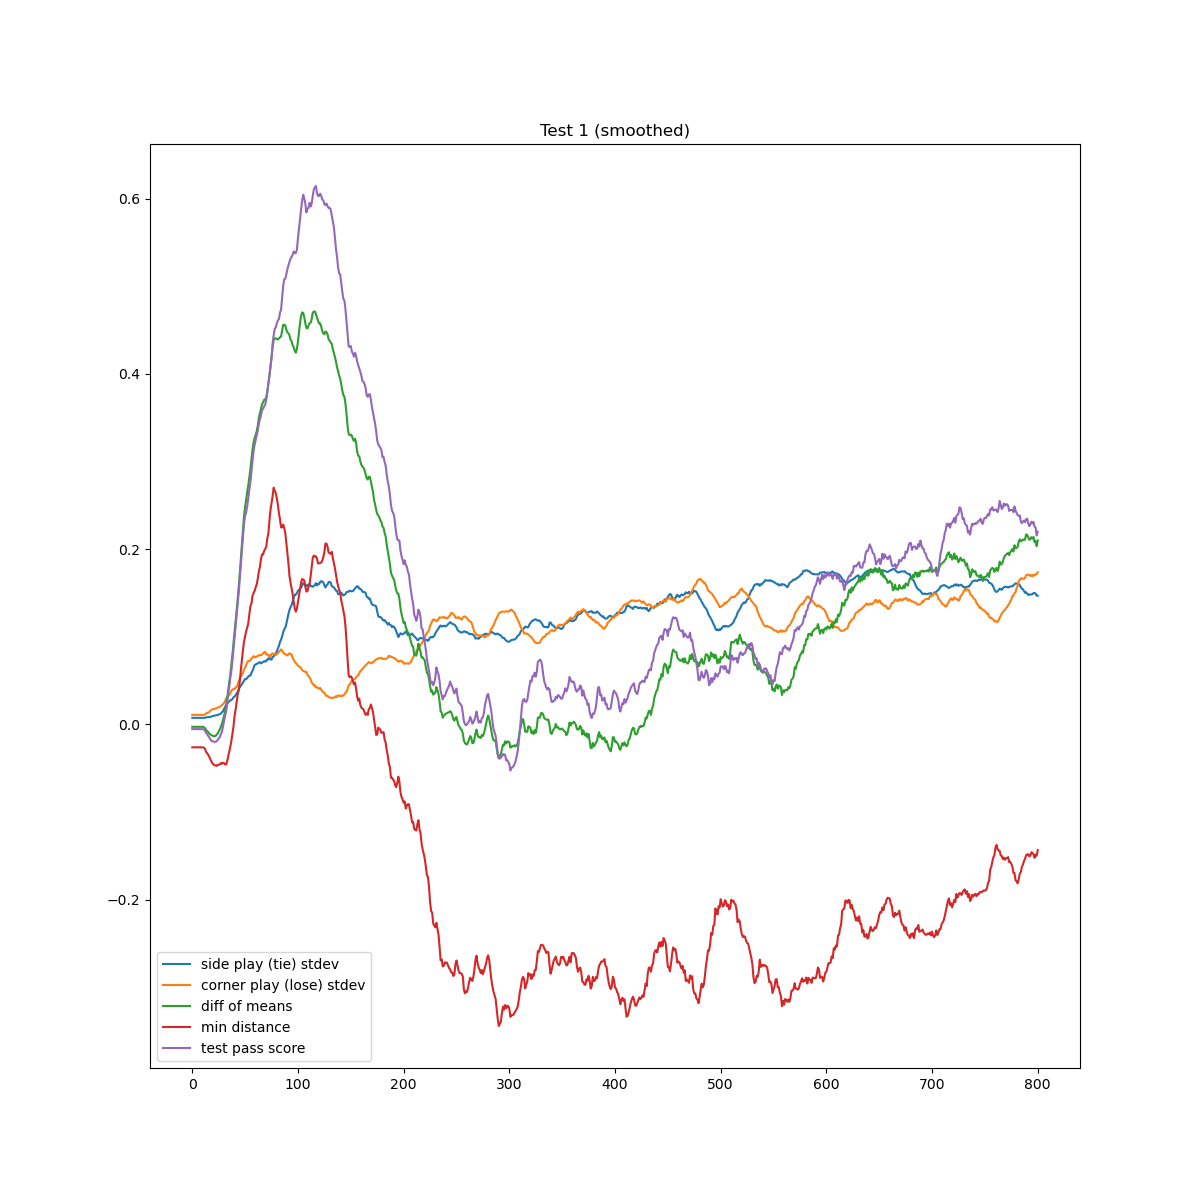 Test 1 (smoothed)
0.6
0.4
0.2
0.0
−0.2
side play (tie) stdev
corner play (lose) stdev
diff of means
min distance
test pass score
0 100 200 300 400 500 600 700 800